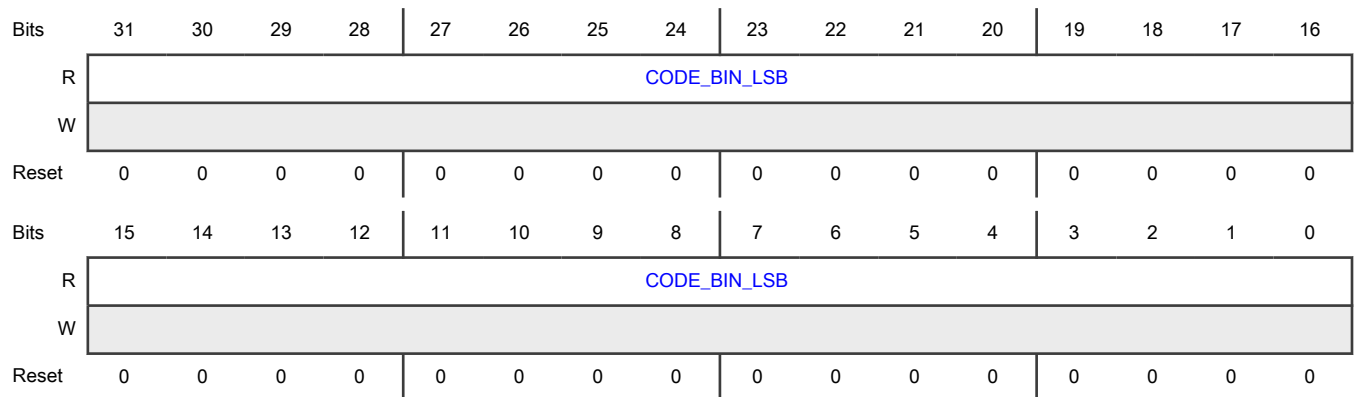 Bits 31 30 29 28 27 26 25 24 23 22 21 20 19 18 17 16
R CODE_BIN_LSB
W
Reset 0 0 0 0 0 0 0 0 0 0 0 0 0 0 0 0
Bits 15 14 13 12 11 10 9 8 7 6 5 4 3 2 1 0
R CODE_BIN_LSB
W
Reset 0 0 0 0 0 0 0 0 0 0 0 0 0 0 0 0